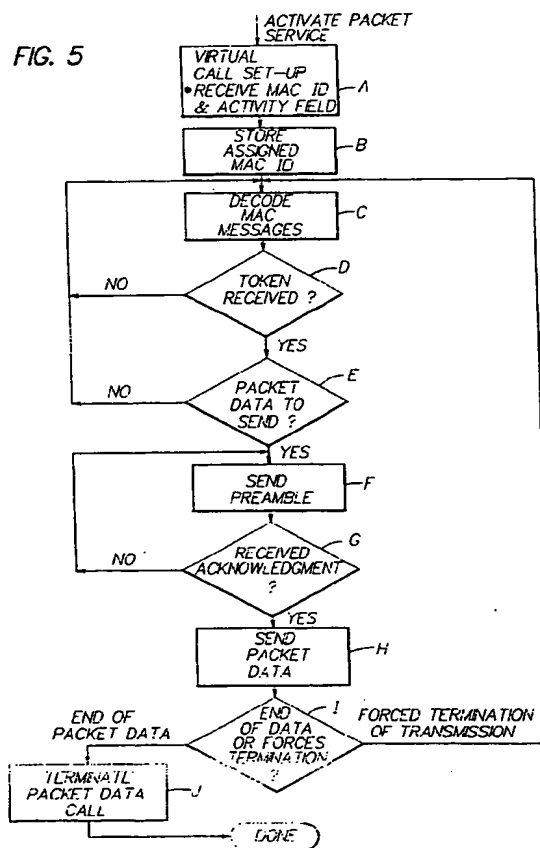 ACTIVATE PACKET
SERVICE
FIG. 5
VIRTUAL
CALL SET-UP
• RECEIVE MAC ID
& ACTIVITY FIELD
A
STORE
ASSIGNED
MAC ID
B
DECODE
MAC
MESSAGES
C
D
TOKEN
RECEIVED ?
NO
YES
E
PACKET
DATA TO
SEND ?
NO
YES
SEND
PREAMBLE
F
G
RECEIVED
ACKNOWLEDGMENT
?
NO
YES
SEND
PACKET
DATA
H
I
END
OF DATA
OR FORCES
TERMINATION
?
END OF
PACKET DATA
FORCED TERMINATION
OF TRANSMISSION
TERMINATE
PACKET DATA
CALL
J
DONE